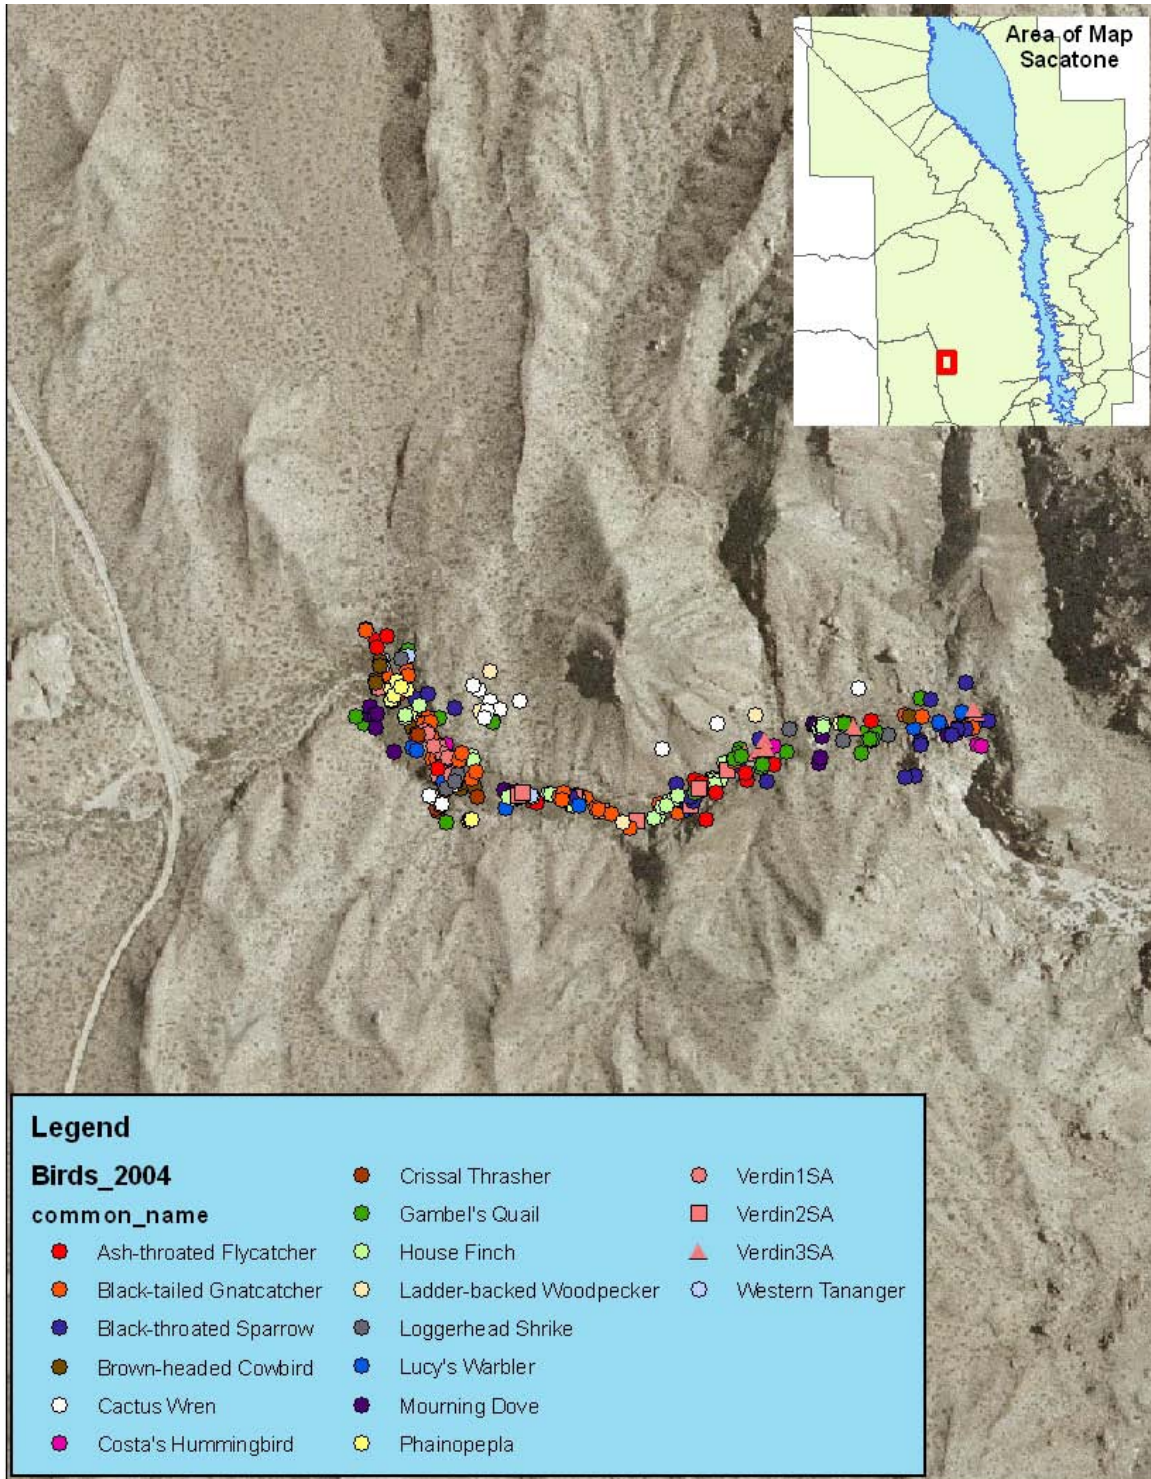 Area of Map
Sacatone
Legend
Birds_2004
common_name
Ash-throated Flycatcher
Black-tailed Gnatcatcher
Black-throated Sparrow
Brown-headed Cowbird
Cactus Wren
Costa's Hummingbird
Crissal Thrasher
Gambel's Quail
House Finch
Ladder-backed Woodpecker
Loggerhead Shrike
Lucy's Warbler
Mourning Dove
Phainopepla
Verdin1SA
Verdin2SA
Verdin3SA
Western Tananger